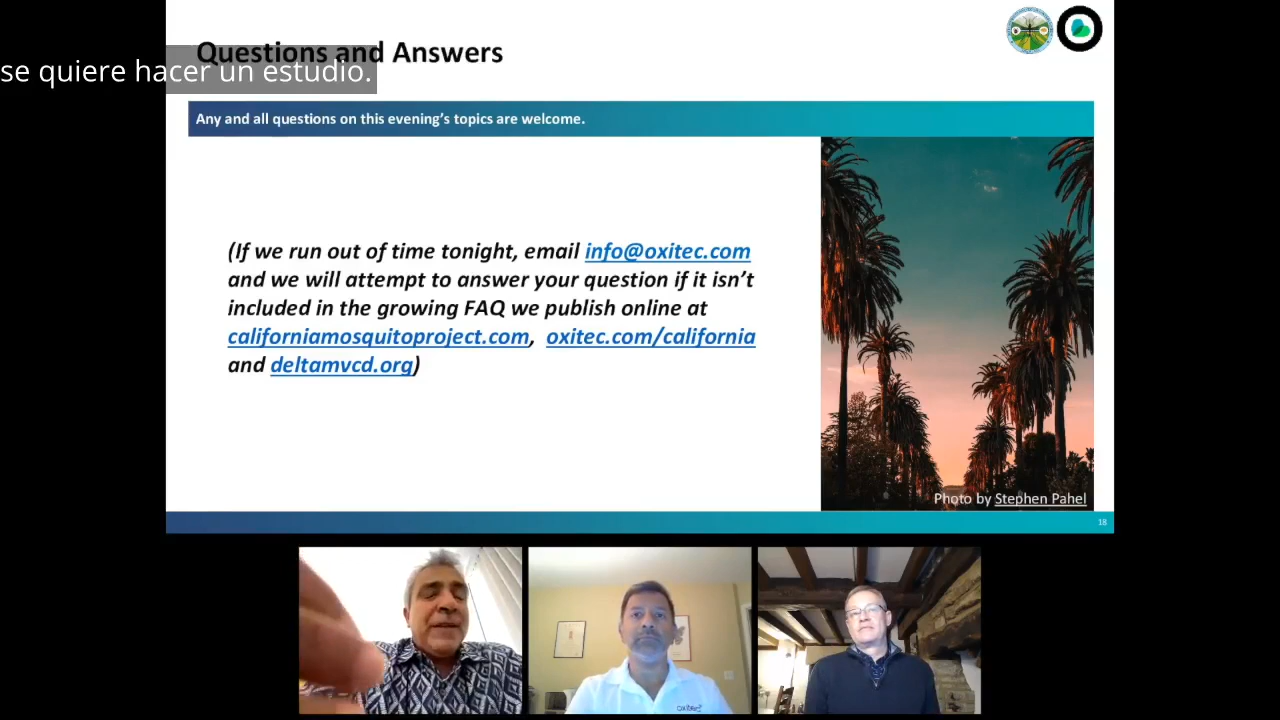 Questions and Answers
se quiere hacer un estudio.
Any and all questions on this evening's topics are welcome.
(If we run out of time tonight, email info@oxitec.com
and we will attempt to answer your question if it isn't
included in the growing FAQ we publish online at
californiamosquitoproject.com, oxitec.com/california
and deltamvcd.org)
Photo by Stephen Pahel
18
oxitec